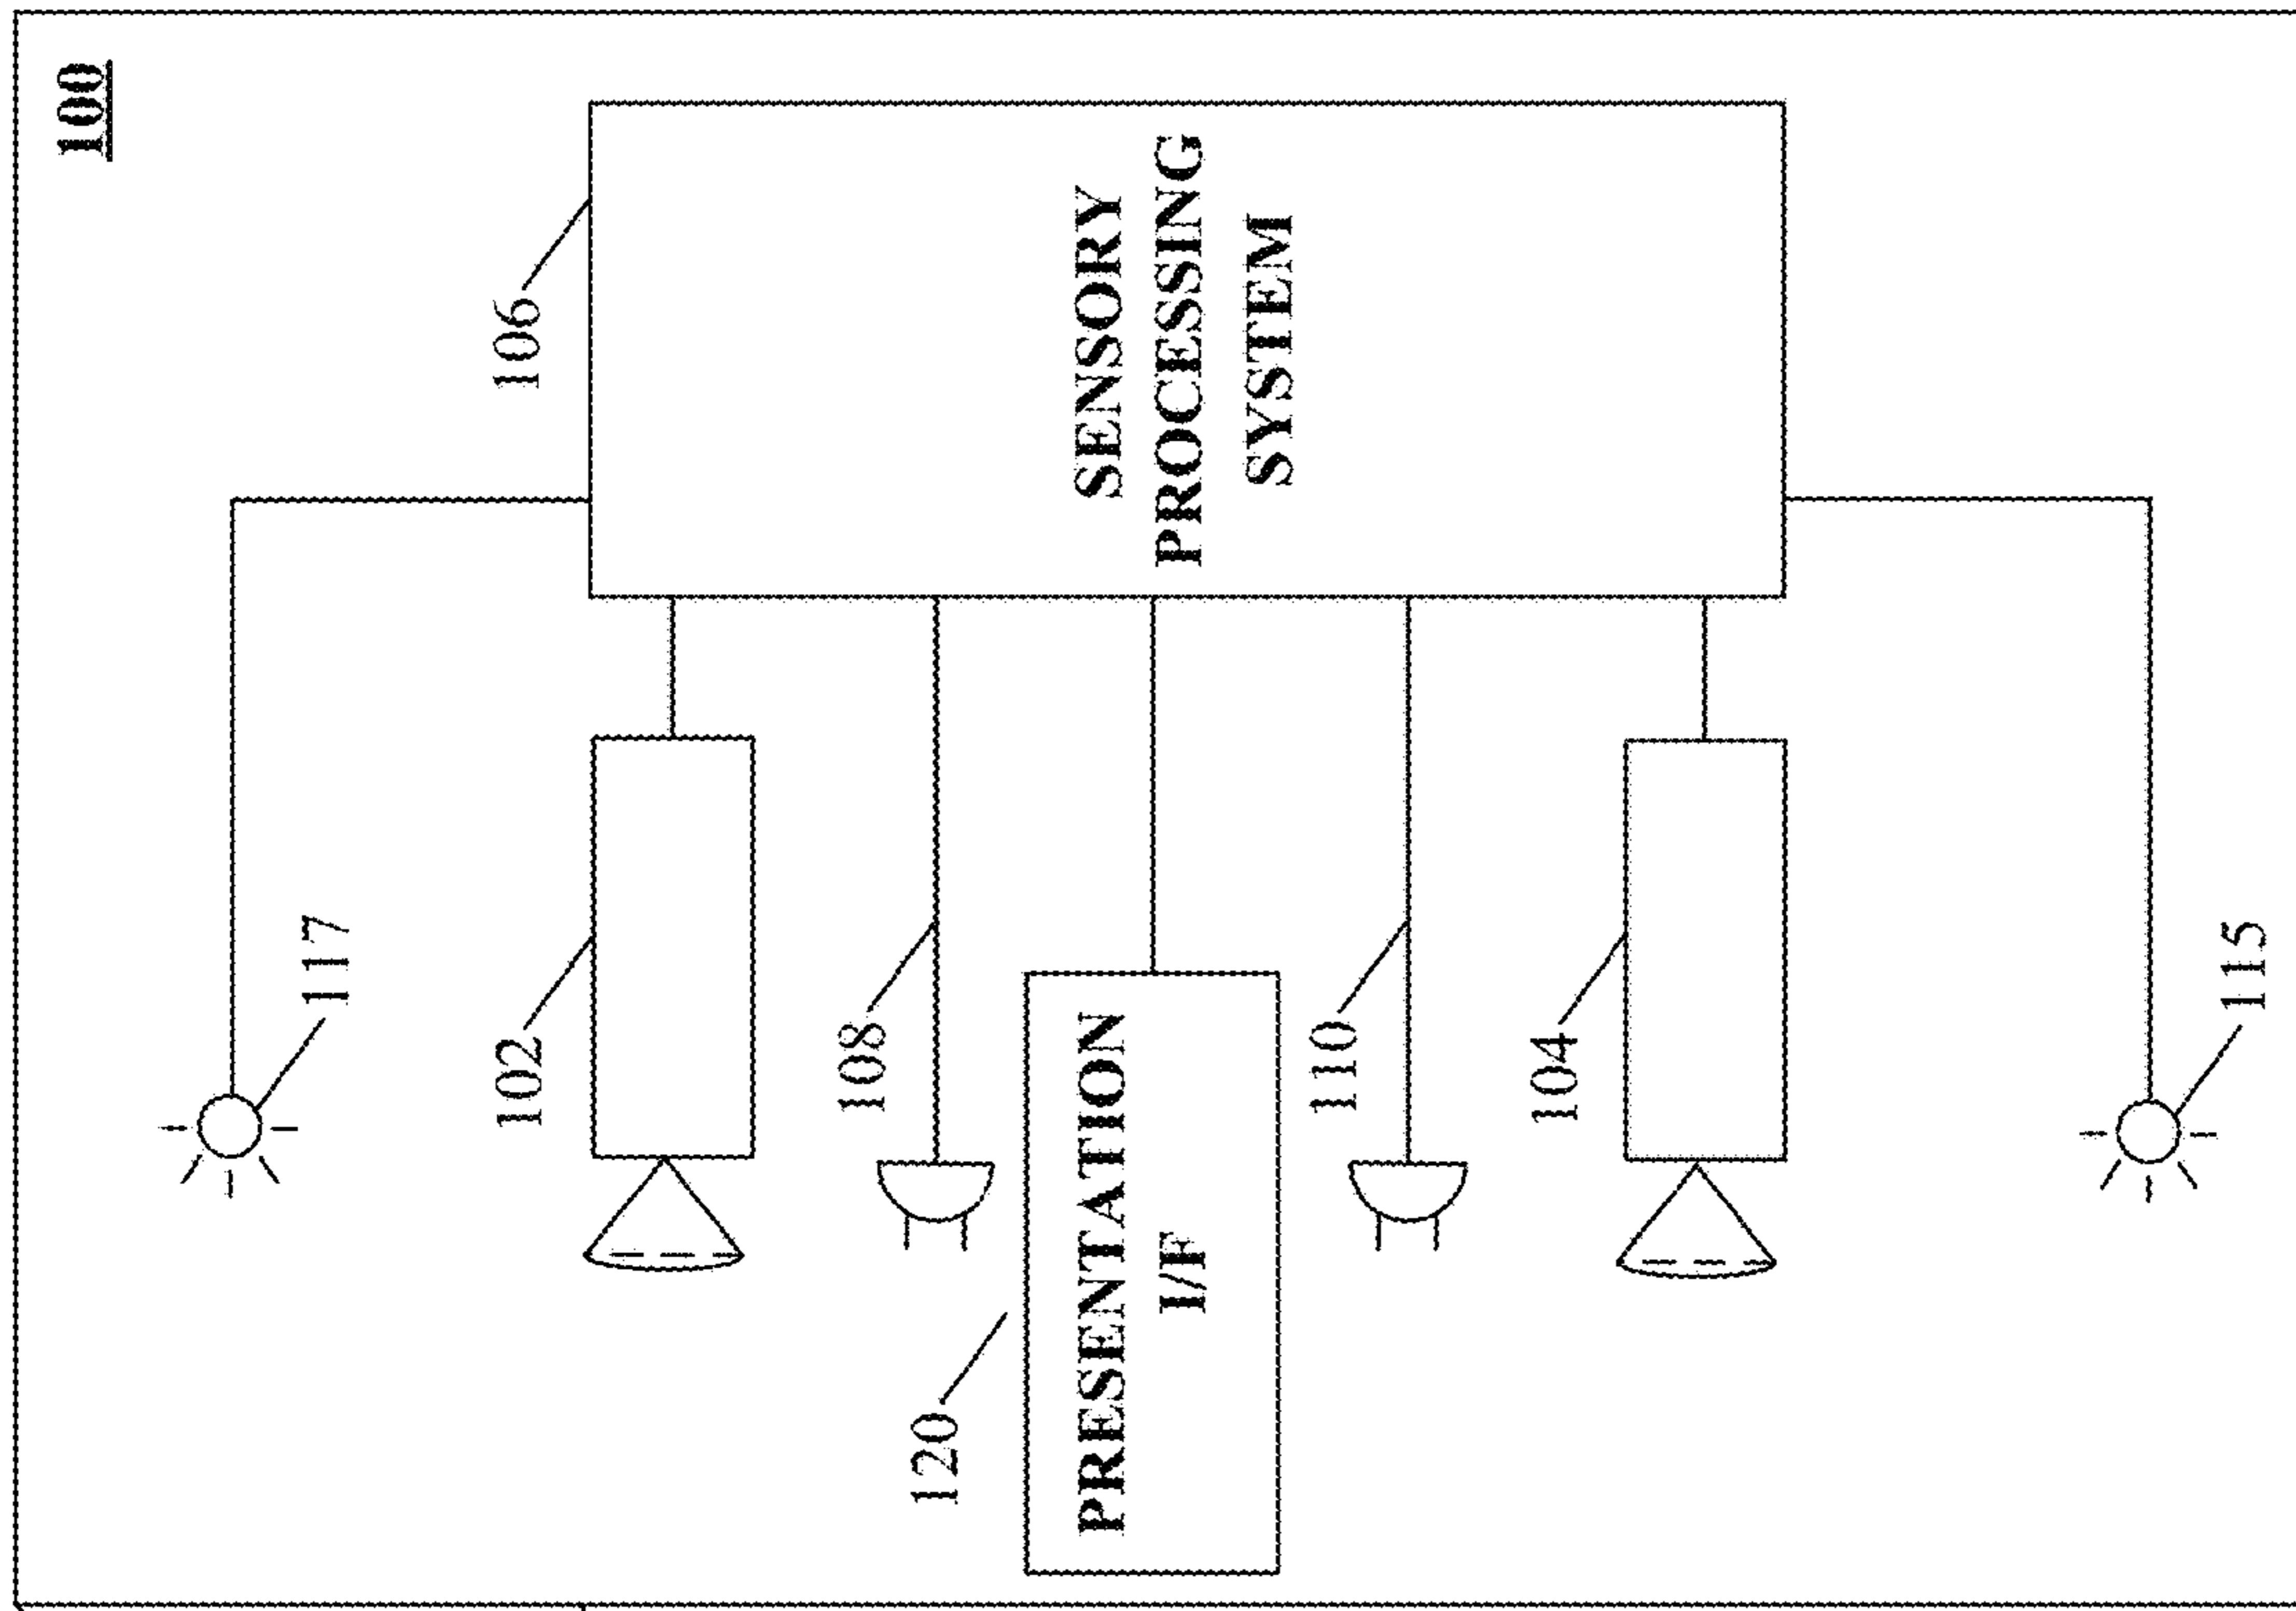 100
106
SENSORY
PROCESSING
SYSTEM
117
102
108
110
104
115
120
PRESENTATION
I/F